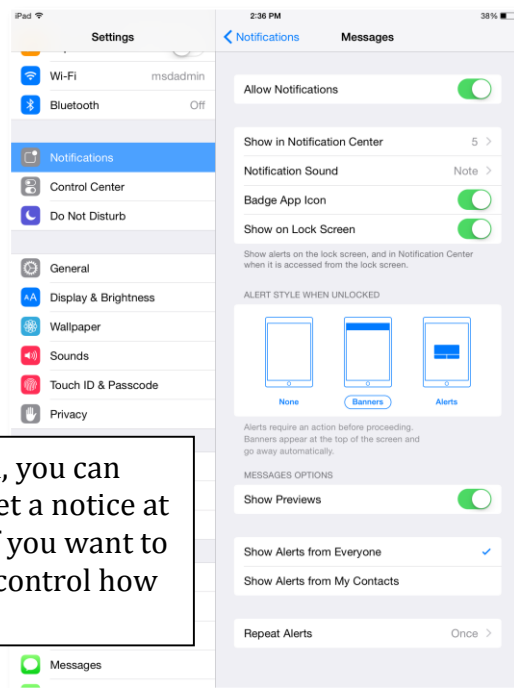 iPad
2:36 PM
38%
Settings
Notifications
Messages
Wi-Fi
msdadmin
Bluetooth
Off
Notifications
Control Center
Do Not Disturb
General
Display & Brightness
Wallpaper
Sounds
Touch ID & Passcode
Privacy
, you can
et a notice at
you want to
control how
Messages
Allow Notifications
Show in Notification Center
5
Notification Sound
Note
Badge App Icon
Show on Lock Screen
Show alerts on the lock screen, and in Notification Center
when it is accessed from the lock screen.
ALERT STYLE WHEN UNLOCKED
None
Banners
Alerts
Alerts require an action before proceeding.
Banners appear at the top of the screen and
go away automatically.
MESSAGES OPTIONS
Show Previews
Show Alerts from Everyone
Show Alerts from My Contacts
Repeat Alerts
Once